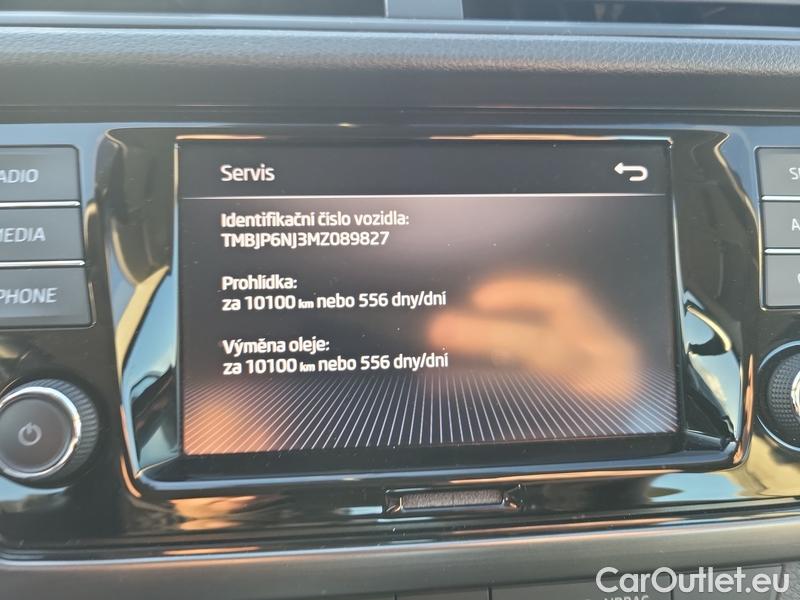 Servis
Identifikační číslo vozidla:
TMBJP6NJ3MZ089827
Prohlídka:
za 10100 km nebo 556 dny/dní
Výměna oleje:
za 10100 km nebo 556 dny/dní
ADIO
MEDIA
PHONE
CarOutlet.eu